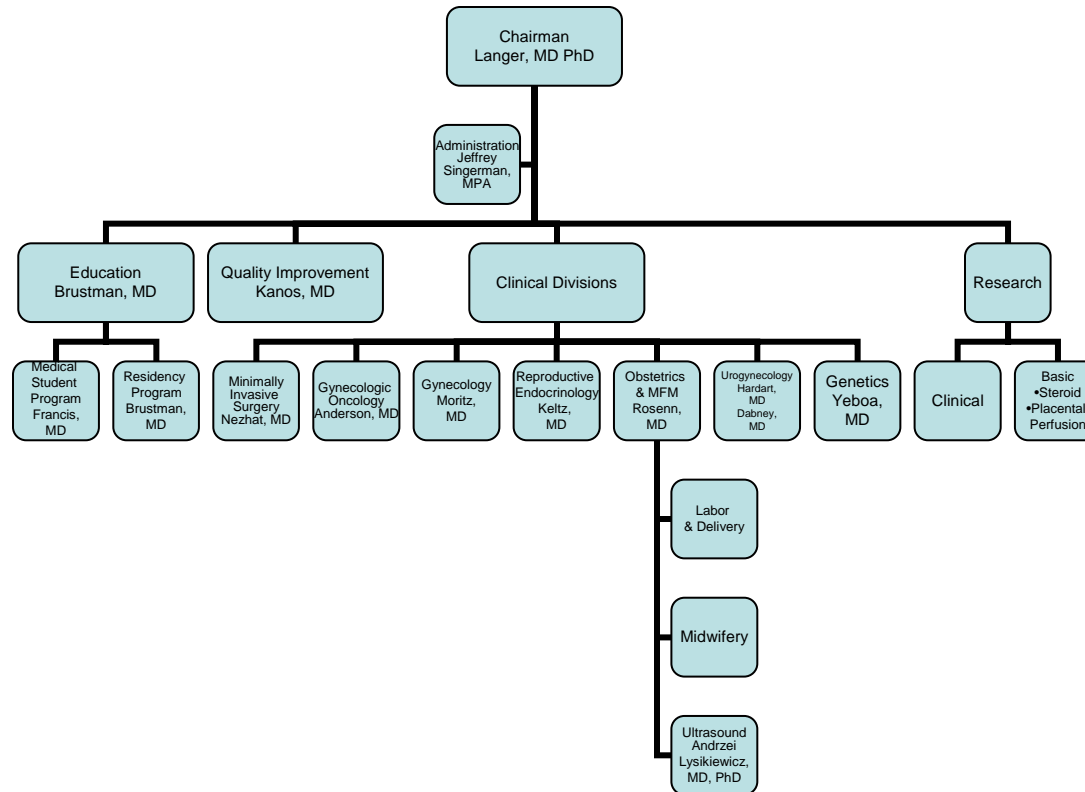 Chairman
Langer, MD PhD
Administration
Jeffrey
Singerman,
MPA
Education
Brustman, MD
Quality Improvement
Kanos, MD
Clinical Divisions
Research
Medical
Student
Program
Francis,
MD
Residency
Program
Brustman,
MD
Minimally
Invasive
Surgery
Nezhat, MD
Gynecologic
Oncology
Anderson, MD
Gynecology
Moritz,
MD
Reproductive
Endocrinology
Keltz,
MD
Obstetrics
& MFM
Rosenn,
MD
Urogynecology
Hardart,
MD
Dabney,
MD
Genetics
Yeboa,
MD
Clinical
Basic
•Steroid
•Placental
Perfusion
Labor
& Delivery
Midwifery
Ultrasound
Andrzei
Lysikiewicz,
MD, PhD